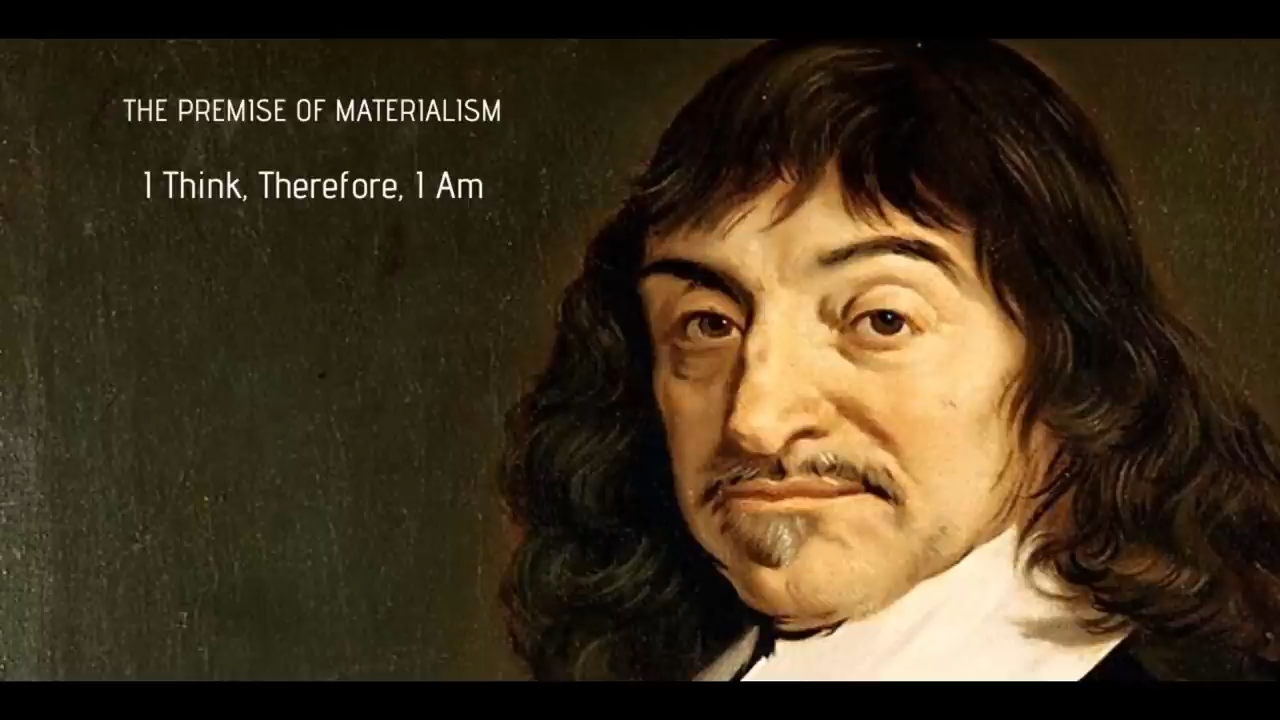 THE PREMISE OF MATERIALISM
I Think, Therefore, I Am